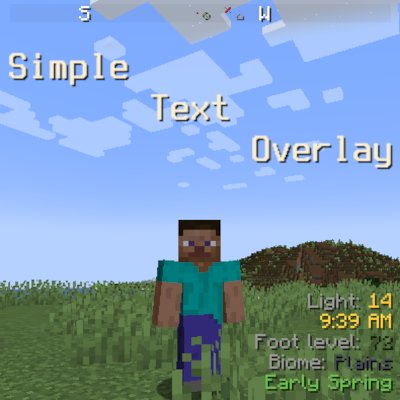 S W
Simple
Text
Overlay
Light: 14
9:39 AM
Foot level: 72
Biome: Plains
Early Spring